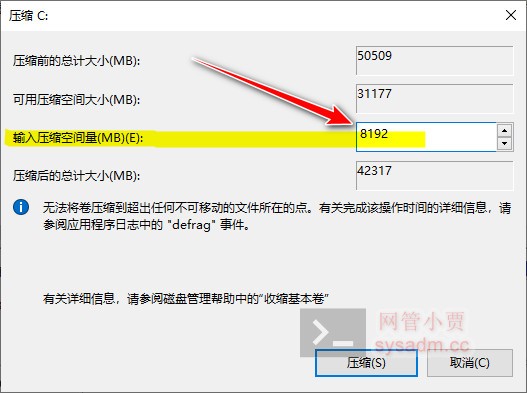 压缩 C:
压缩前的总计大小(MB): 50509
可用压缩空间大小(MB): 31177
输入压缩空间量(MB)(E): 8192
压缩后的总计大小(MB): 42317
无法将卷压缩到超出任何不可移动的文件所在的点。有关完成该操作时间的详细信息，请
参阅应用程序日志中的 "defrag" 事件。
有关详细信息，请参阅磁盘管理帮助中的“收缩基本卷”
网管小贾
sysadm.cc
压缩(S) 取消(C)